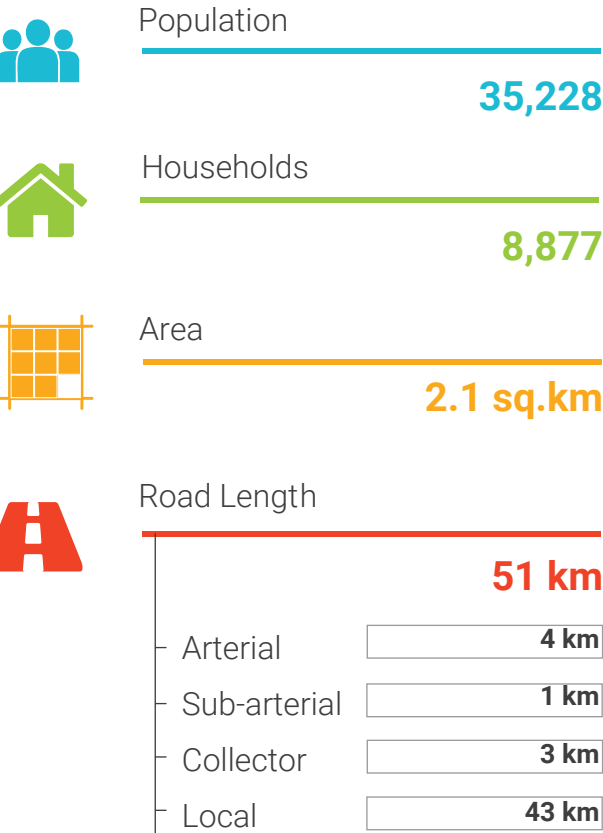 Population
35,228
Households
8,877
Area
2.1 sq.km
Road Length
51 km
Arterial 4 km
Sub-arterial 1 km
Collector 3 km
Local 43 km